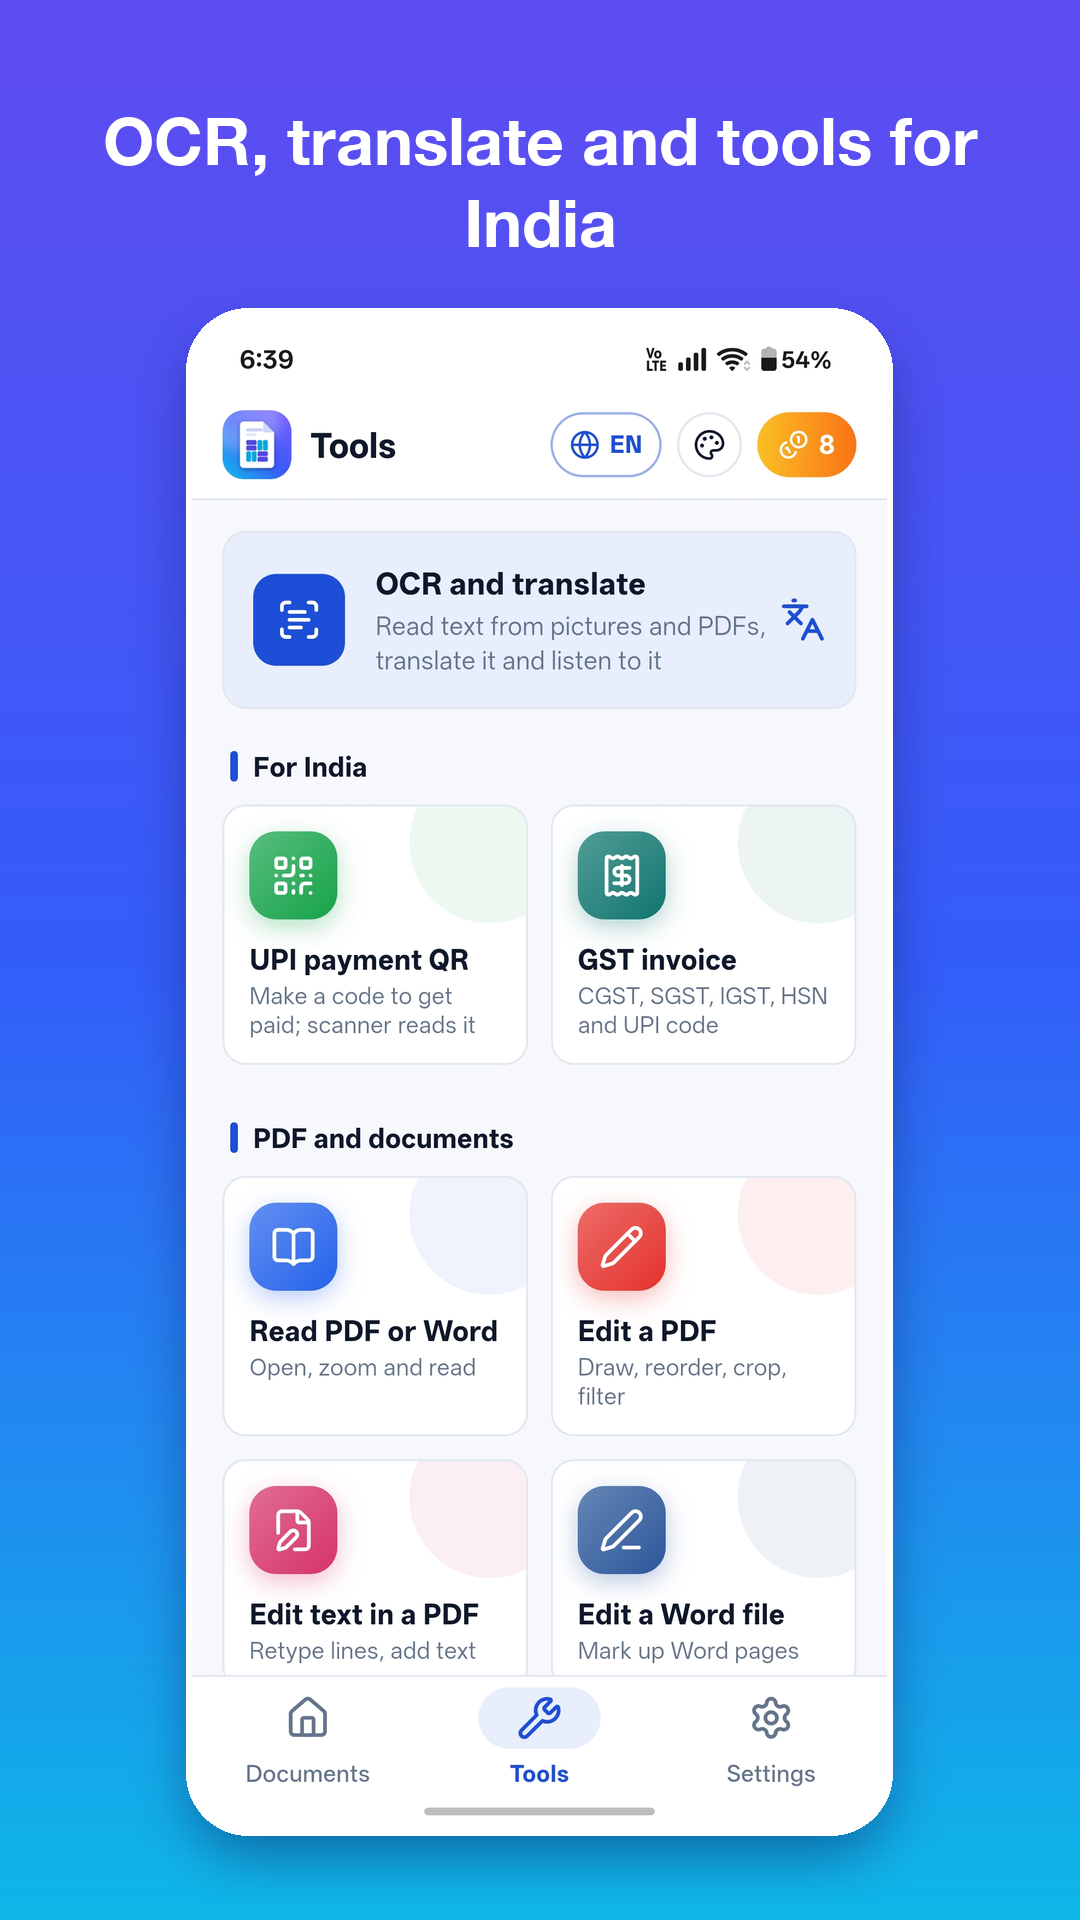 OCR, translate and tools for
India
6:39
Vo
LTE
54%
Tools
EN
8
OCR and translate
Read text from pictures and PDFs,
translate it and listen to it
For India
UPI payment QR
Make a code to get
paid; scanner reads it
GST invoice
CGST, SGST, IGST, HSN
and UPI code
PDF and documents
Read PDF or Word
Open, zoom and read
Edit a PDF
Draw, reorder, crop,
filter
Edit text in a PDF
Retype lines, add text
Edit a Word file
Mark up Word pages
Documents
Tools
Settings